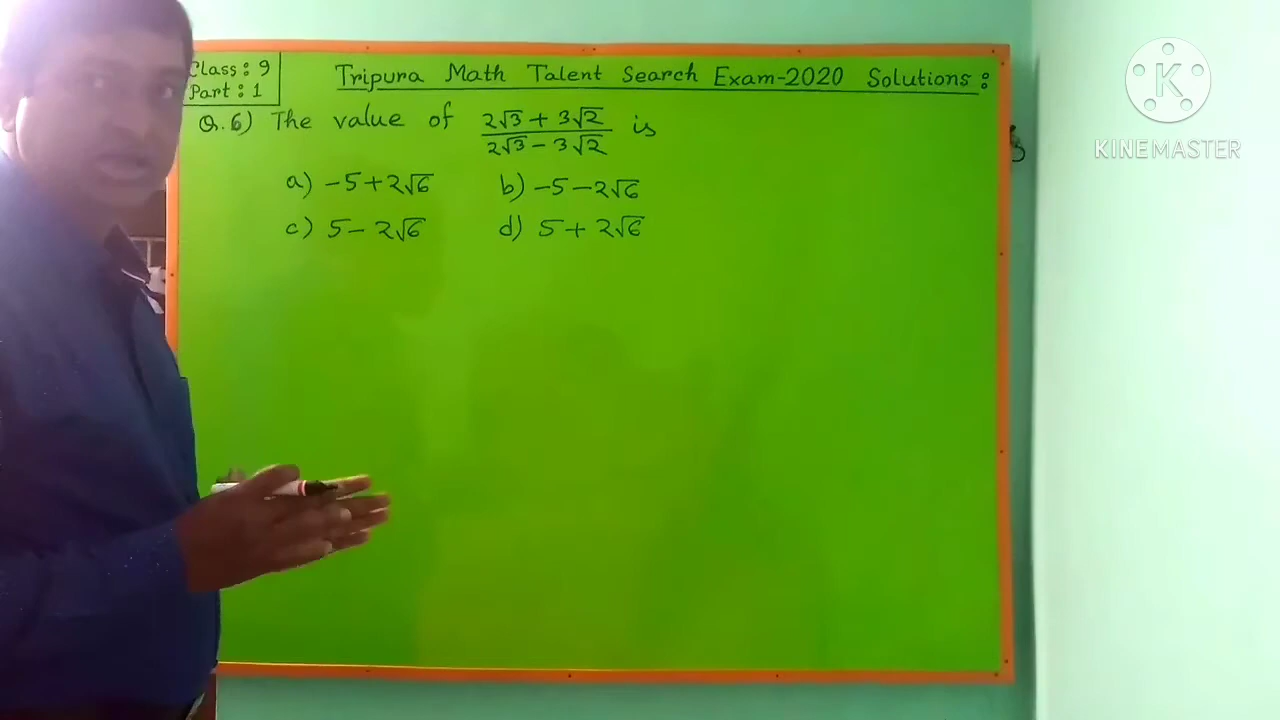 Class: 9
Part: 1
Tripura Math Talent Search Exam-2020 Solutions:
Q.6) The value of (2√3 + 3√2)/(2√3 - 3√2) is
a) -5+2√6 b) -5-2√6
c) 5-2√6 d) 5+2√6
K
KINEMASTER